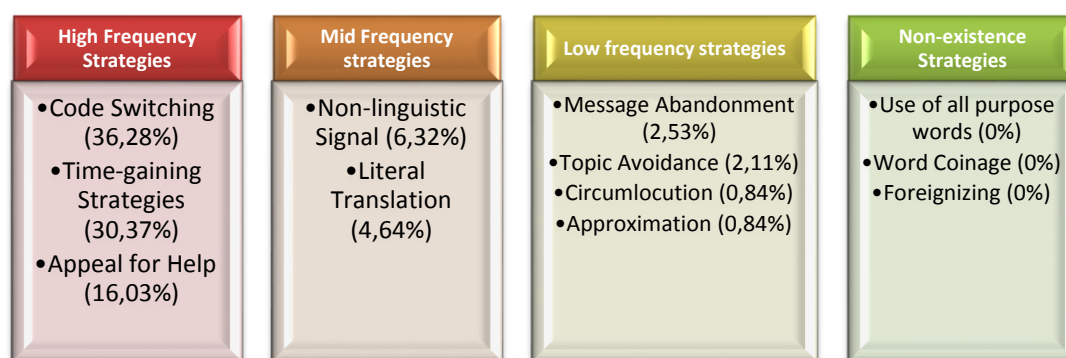 High Frequency
Strategies
•Code Switching
(36,28%)
•Time-gaining
Strategies
(30,37%)
•Appeal for Help
(16,03%)
Mid Frequency
strategies
•Non-linguistic
Signal (6,32%)
•Literal
Translation
(4,64%)
Low frequency strategies
•Message Abandonment
(2,53%)
•Topic Avoidance (2,11%)
•Circumlocution (0,84%)
•Approximation (0,84%)
Non-existence
Strategies
•Use of all purpose
words (0%)
•Word Coinage (0%)
•Foreignizing (0%)